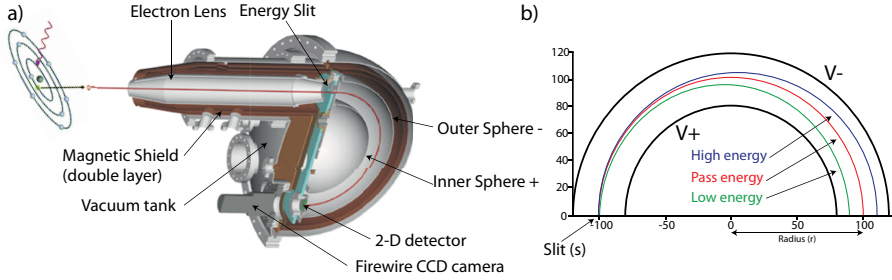 a)
Electron Lens
Energy Slit
Outer Sphere -
Magnetic Shield
(double layer)
Inner Sphere +
Vacuum tank
2-D detector
Firewire CCD camera
b)
120
100
80
60
40
20
0
V-
V+
High energy
Pass energy
Low energy
-100
-50
0
50
100
Slit (s)
Radius (r)